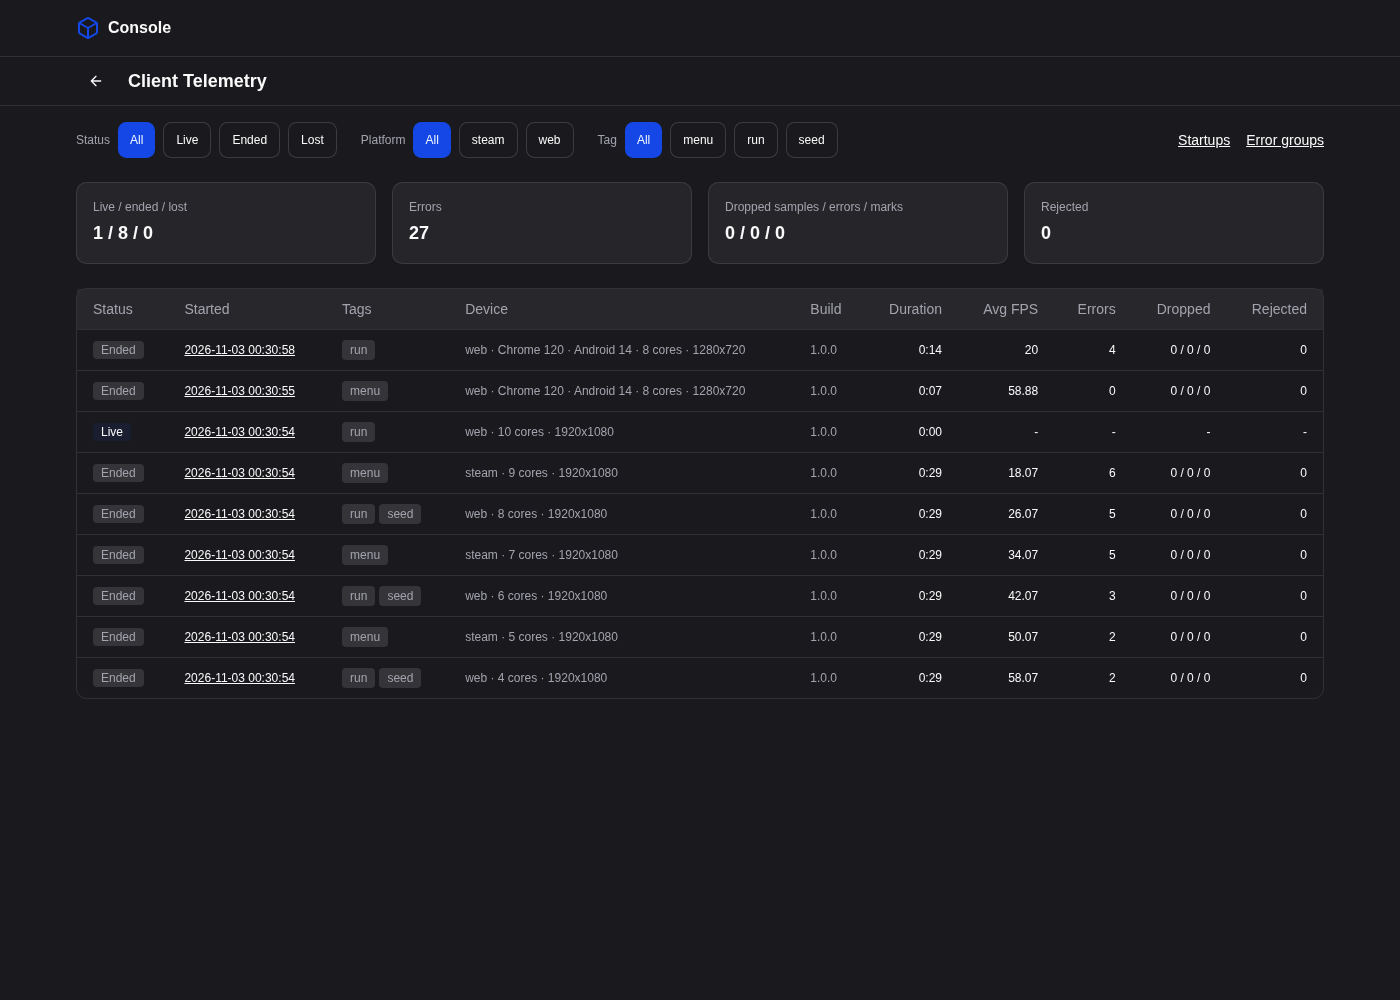 Console
Client Telemetry
Status All Live Ended Lost Platform All steam web Tag All menu run seed Startups Error groups
Live / ended / lost Errors Dropped samples / errors / marks Rejected
1 / 8 / 0 27 0 / 0 / 0 0
Status Started Tags Device Build Duration Avg FPS Errors Dropped Rejected
Ended 2026-11-03 00:30:58 run web · Chrome 120 · Android 14 · 8 cores · 1280x720 1.0.0 0:14 20 4 0 / 0 / 0 0
Ended 2026-11-03 00:30:55 menu web · Chrome 120 · Android 14 · 8 cores · 1280x720 1.0.0 0:07 58.88 0 0 / 0 / 0 0
Live 2026-11-03 00:30:54 run web · 10 cores · 1920x1080 1.0.0 0:00 - - - -
Ended 2026-11-03 00:30:54 menu steam · 9 cores · 1920x1080 1.0.0 0:29 18.07 6 0 / 0 / 0 0
Ended 2026-11-03 00:30:54 run seed web · 8 cores · 1920x1080 1.0.0 0:29 26.07 5 0 / 0 / 0 0
Ended 2026-11-03 00:30:54 menu steam · 7 cores · 1920x1080 1.0.0 0:29 34.07 5 0 / 0 / 0 0
Ended 2026-11-03 00:30:54 run seed web · 6 cores · 1920x1080 1.0.0 0:29 42.07 3 0 / 0 / 0 0
Ended 2026-11-03 00:30:54 menu steam · 5 cores · 1920x1080 1.0.0 0:29 50.07 2 0 / 0 / 0 0
Ended 2026-11-03 00:30:54 run seed web · 4 cores · 1920x1080 1.0.0 0:29 58.07 2 0 / 0 / 0 0